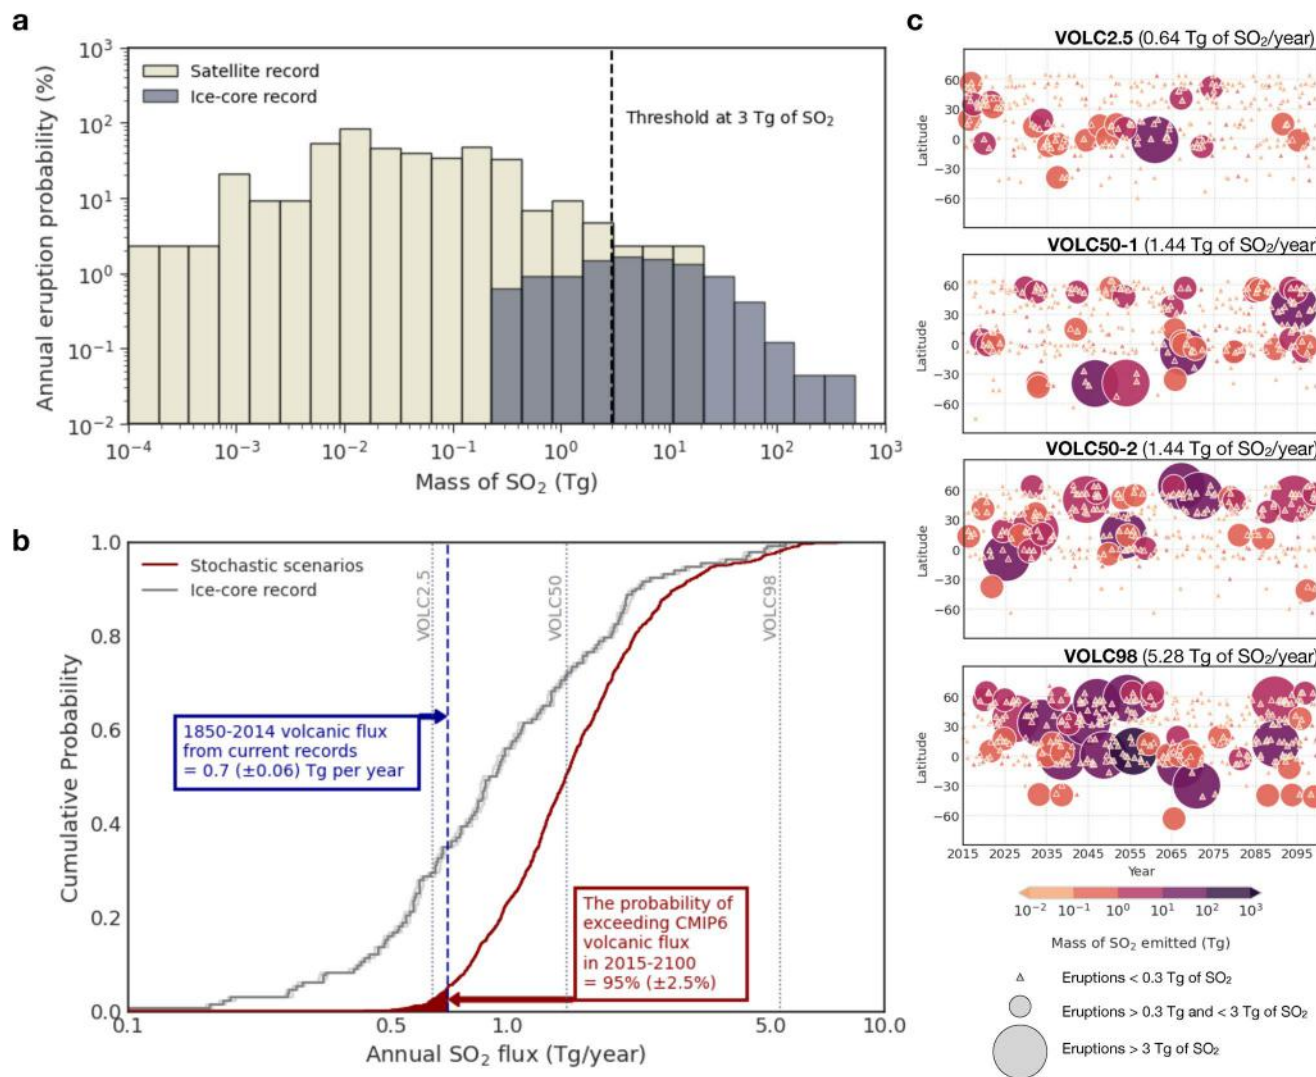 a
10³
10²
10¹
10⁰
10⁻¹
10⁻²
Annual eruption probability (%)
Satellite record
Ice-core record
Threshold at 3 Tg of SO₂
10⁻⁴
10⁻³
10⁻²
10⁻¹
10⁰
10¹
10²
10³
Mass of SO₂ (Tg)
b
1.0
0.8
0.6
0.4
0.2
0.0
Cumulative Probability
Stochastic scenarios
Ice-core record
VOLC2.5
VOLC50
VOLC98
1850-2014 volcanic flux
from current records
= 0.7 (±0.06) Tg per year
The probability of
exceeding CMIP6
volcanic flux
in 2015-2100
= 95% (±2.5%)
0.1
0.5
1.0
5.0
10.0
Annual SO₂ flux (Tg/year)
c
VOLC2.5 (0.64 Tg of SO₂/year)
60
30
0
−30
−60
Latitude
VOLC50-1 (1.44 Tg of SO₂/year)
60
30
0
−30
−60
Latitude
VOLC50-2 (1.44 Tg of SO₂/year)
60
30
0
−30
−60
Latitude
VOLC98 (5.28 Tg of SO₂/year)
60
30
0
−30
−60
Latitude
2015
2025
2035
2045
2055
2065
2075
2085
2095
Year
10⁻²
10⁻¹
10⁰
10¹
10²
10³
Mass of SO₂ emitted (Tg)
Eruptions < 0.3 Tg of SO₂
Eruptions > 0.3 Tg and < 3 Tg of SO₂
Eruptions > 3 Tg of SO₂